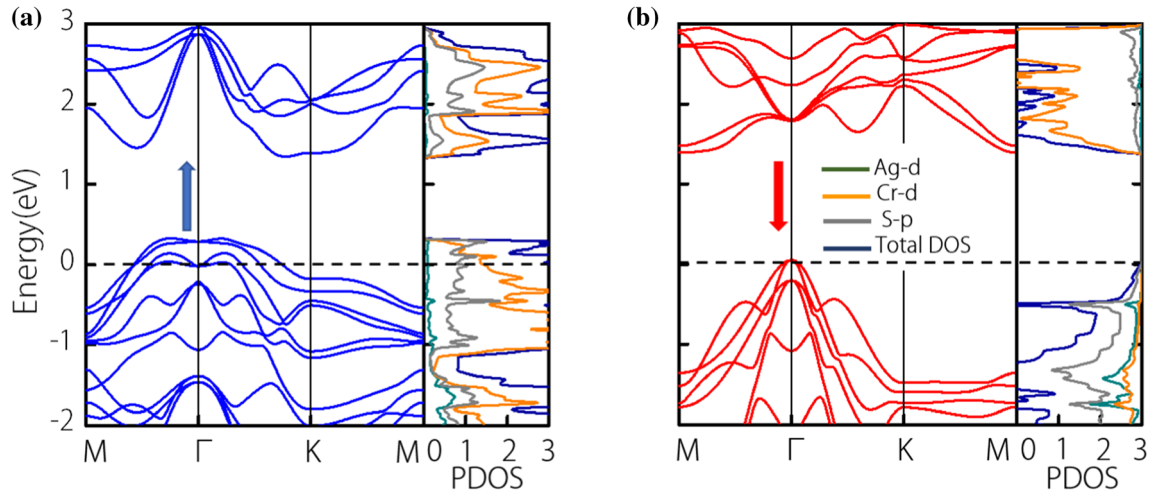 (a)
Energy(eV)
3
2
1
0
-1
-2
M Γ K M
0 1 2 3
PDOS
(b)
Ag-d
Cr-d
S-p
Total DOS
M Γ K M
0 1 2 3
PDOS